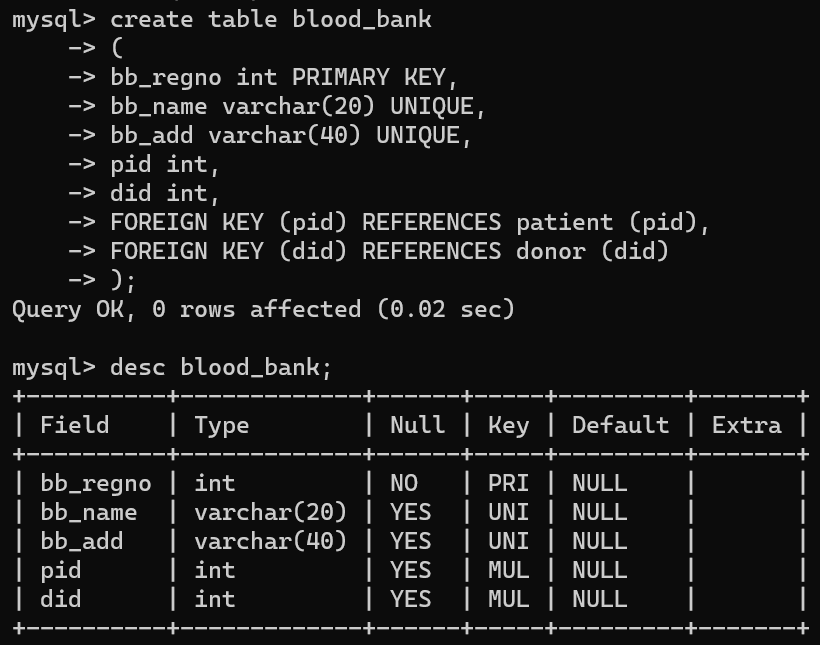 mysql> create table blood_bank
    -> (
    -> bb_regno int PRIMARY KEY,
    -> bb_name varchar(20) UNIQUE,
    -> bb_add varchar(40) UNIQUE,
    -> pid int,
    -> did int,
    -> FOREIGN KEY (pid) REFERENCES patient (pid),
    -> FOREIGN KEY (did) REFERENCES donor (did)
    -> );
Query OK, 0 rows affected (0.02 sec)

mysql> desc blood_bank;
+----------+-------------+------+-----+---------+-------+
| Field    | Type        | Null | Key | Default | Extra |
+----------+-------------+------+-----+---------+-------+
| bb_regno | int         | NO   | PRI | NULL    |       |
| bb_name  | varchar(20) | YES  | UNI | NULL    |       |
| bb_add   | varchar(40) | YES  | UNI | NULL    |       |
| pid      | int         | YES  | MUL | NULL    |       |
| did      | int         | YES  | MUL | NULL    |       |
+----------+-------------+------+-----+---------+-------+